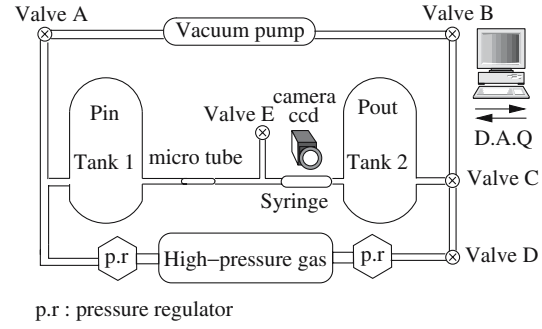 Valve A
Vacuum pump
Valve B
Pin
Tank 1
micro tube
Valve E
camera
ccd
Syringe
Pout
Tank 2
D.A.Q
Valve C
p.r
High-pressure gas
p.r
Valve D
p.r : pressure regulator